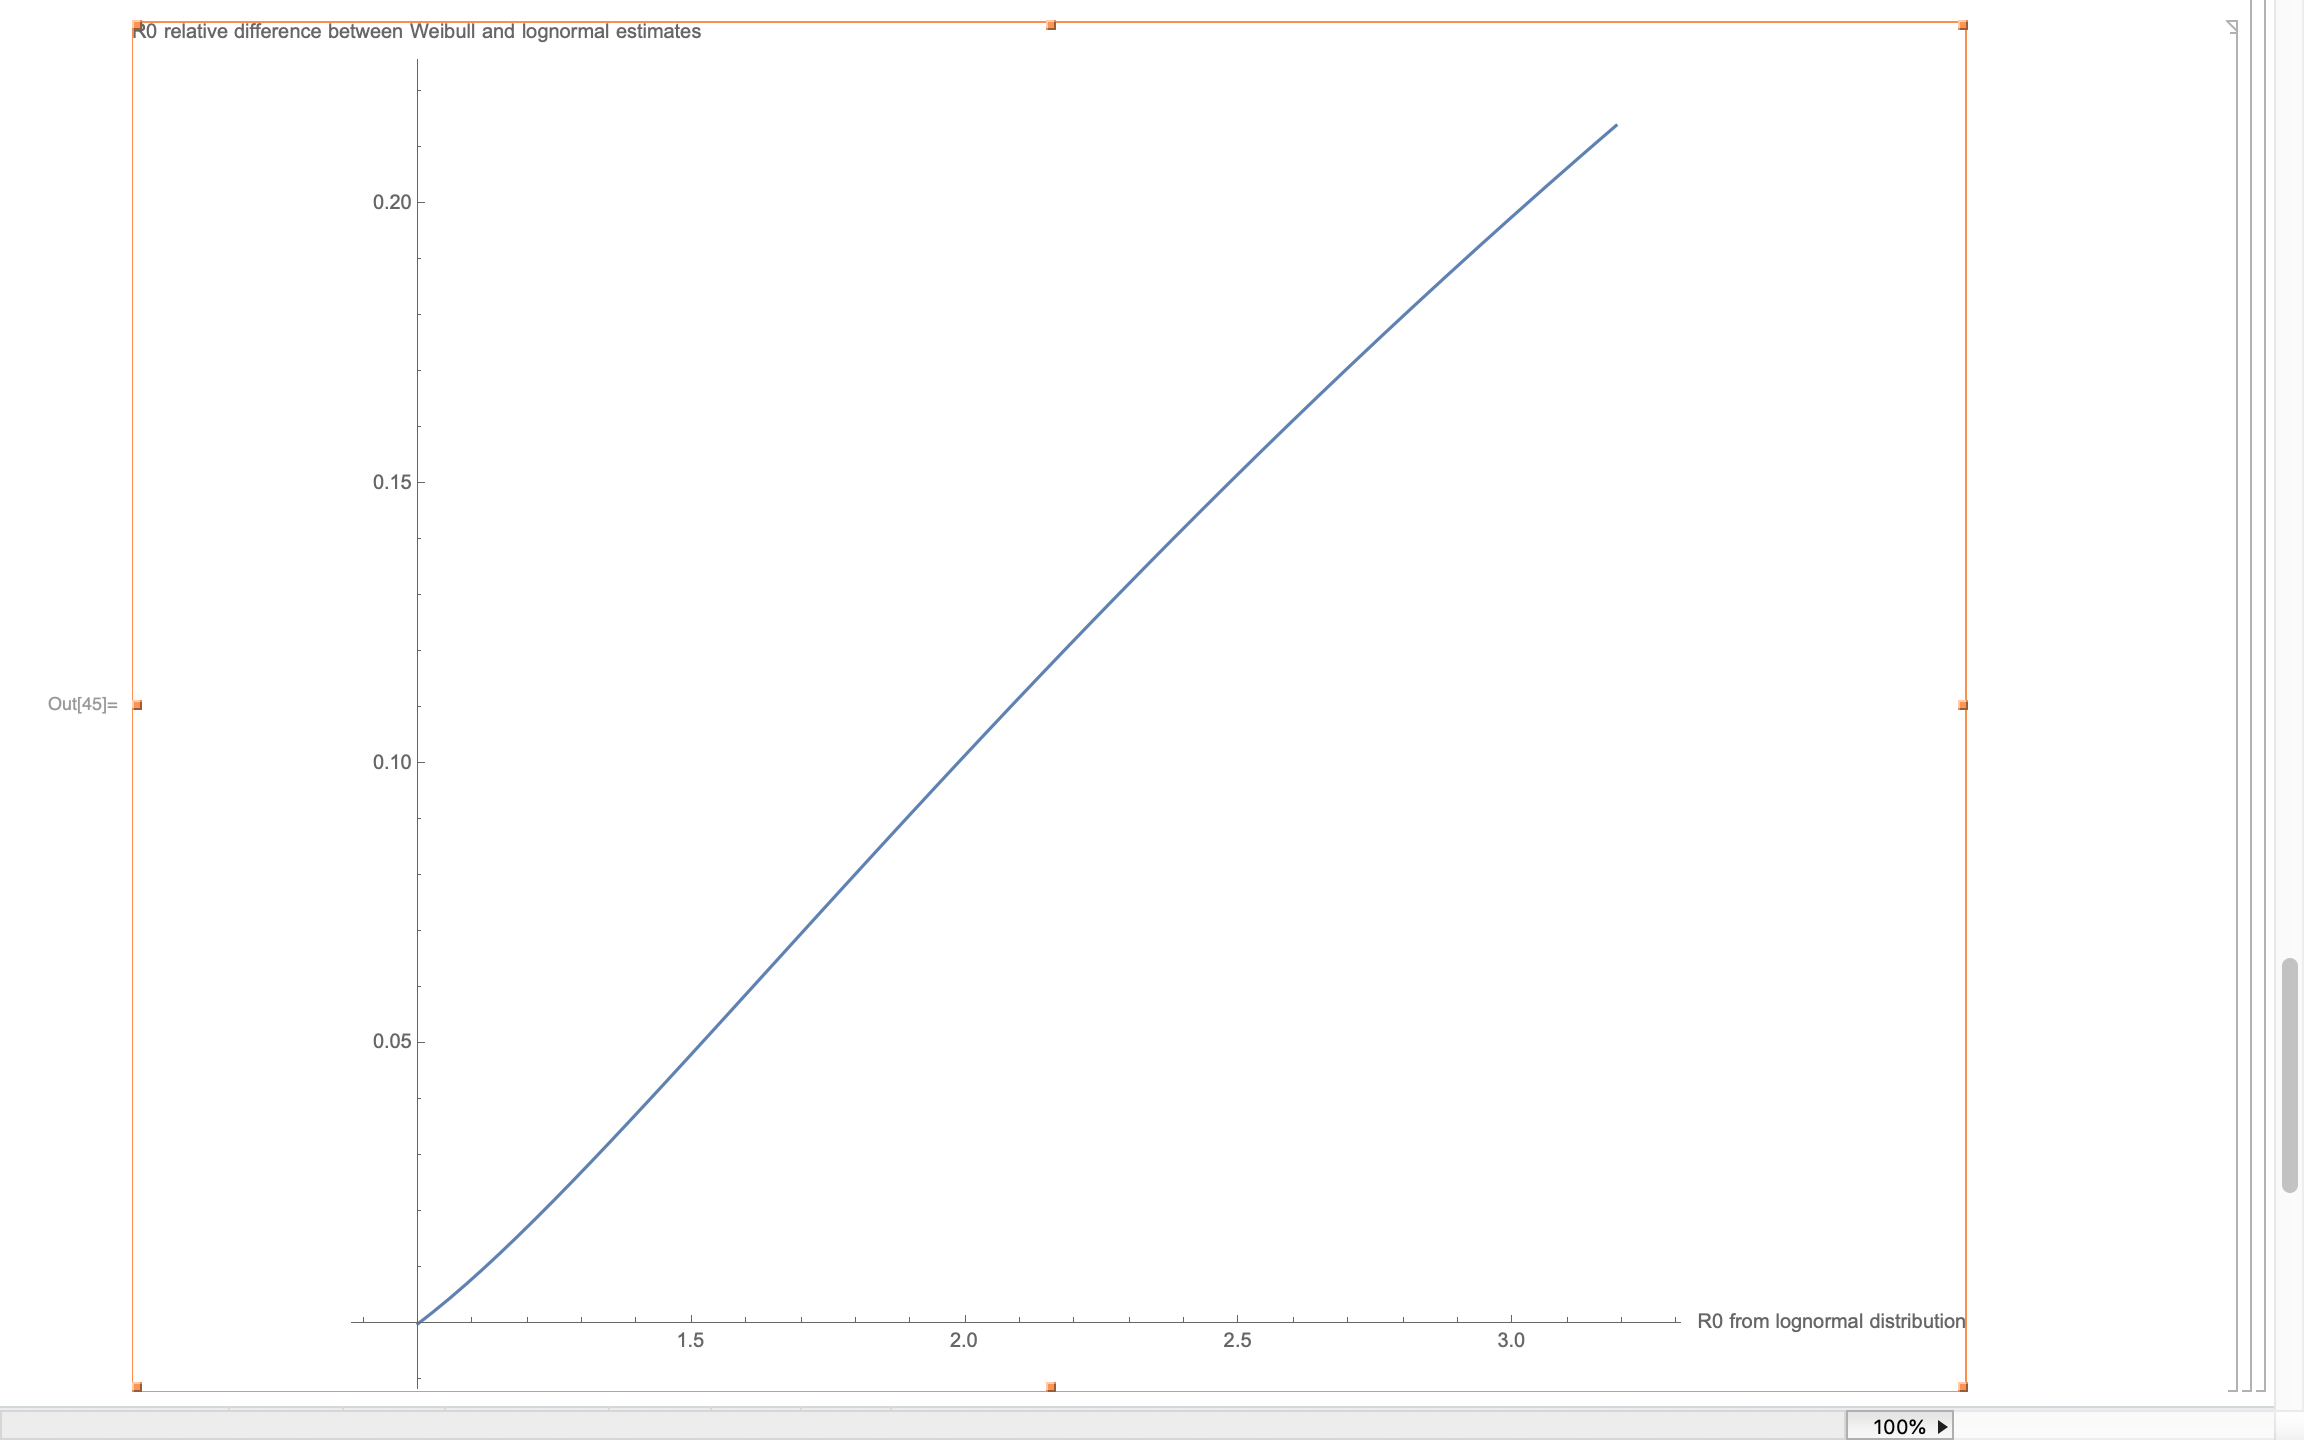 R0 relative difference between Weibull and lognormal estimates
0.20
0.15
0.10
Out[45]=
0.05
R0 from lognormal distribution
1.5 2.0 2.5 3.0
100%